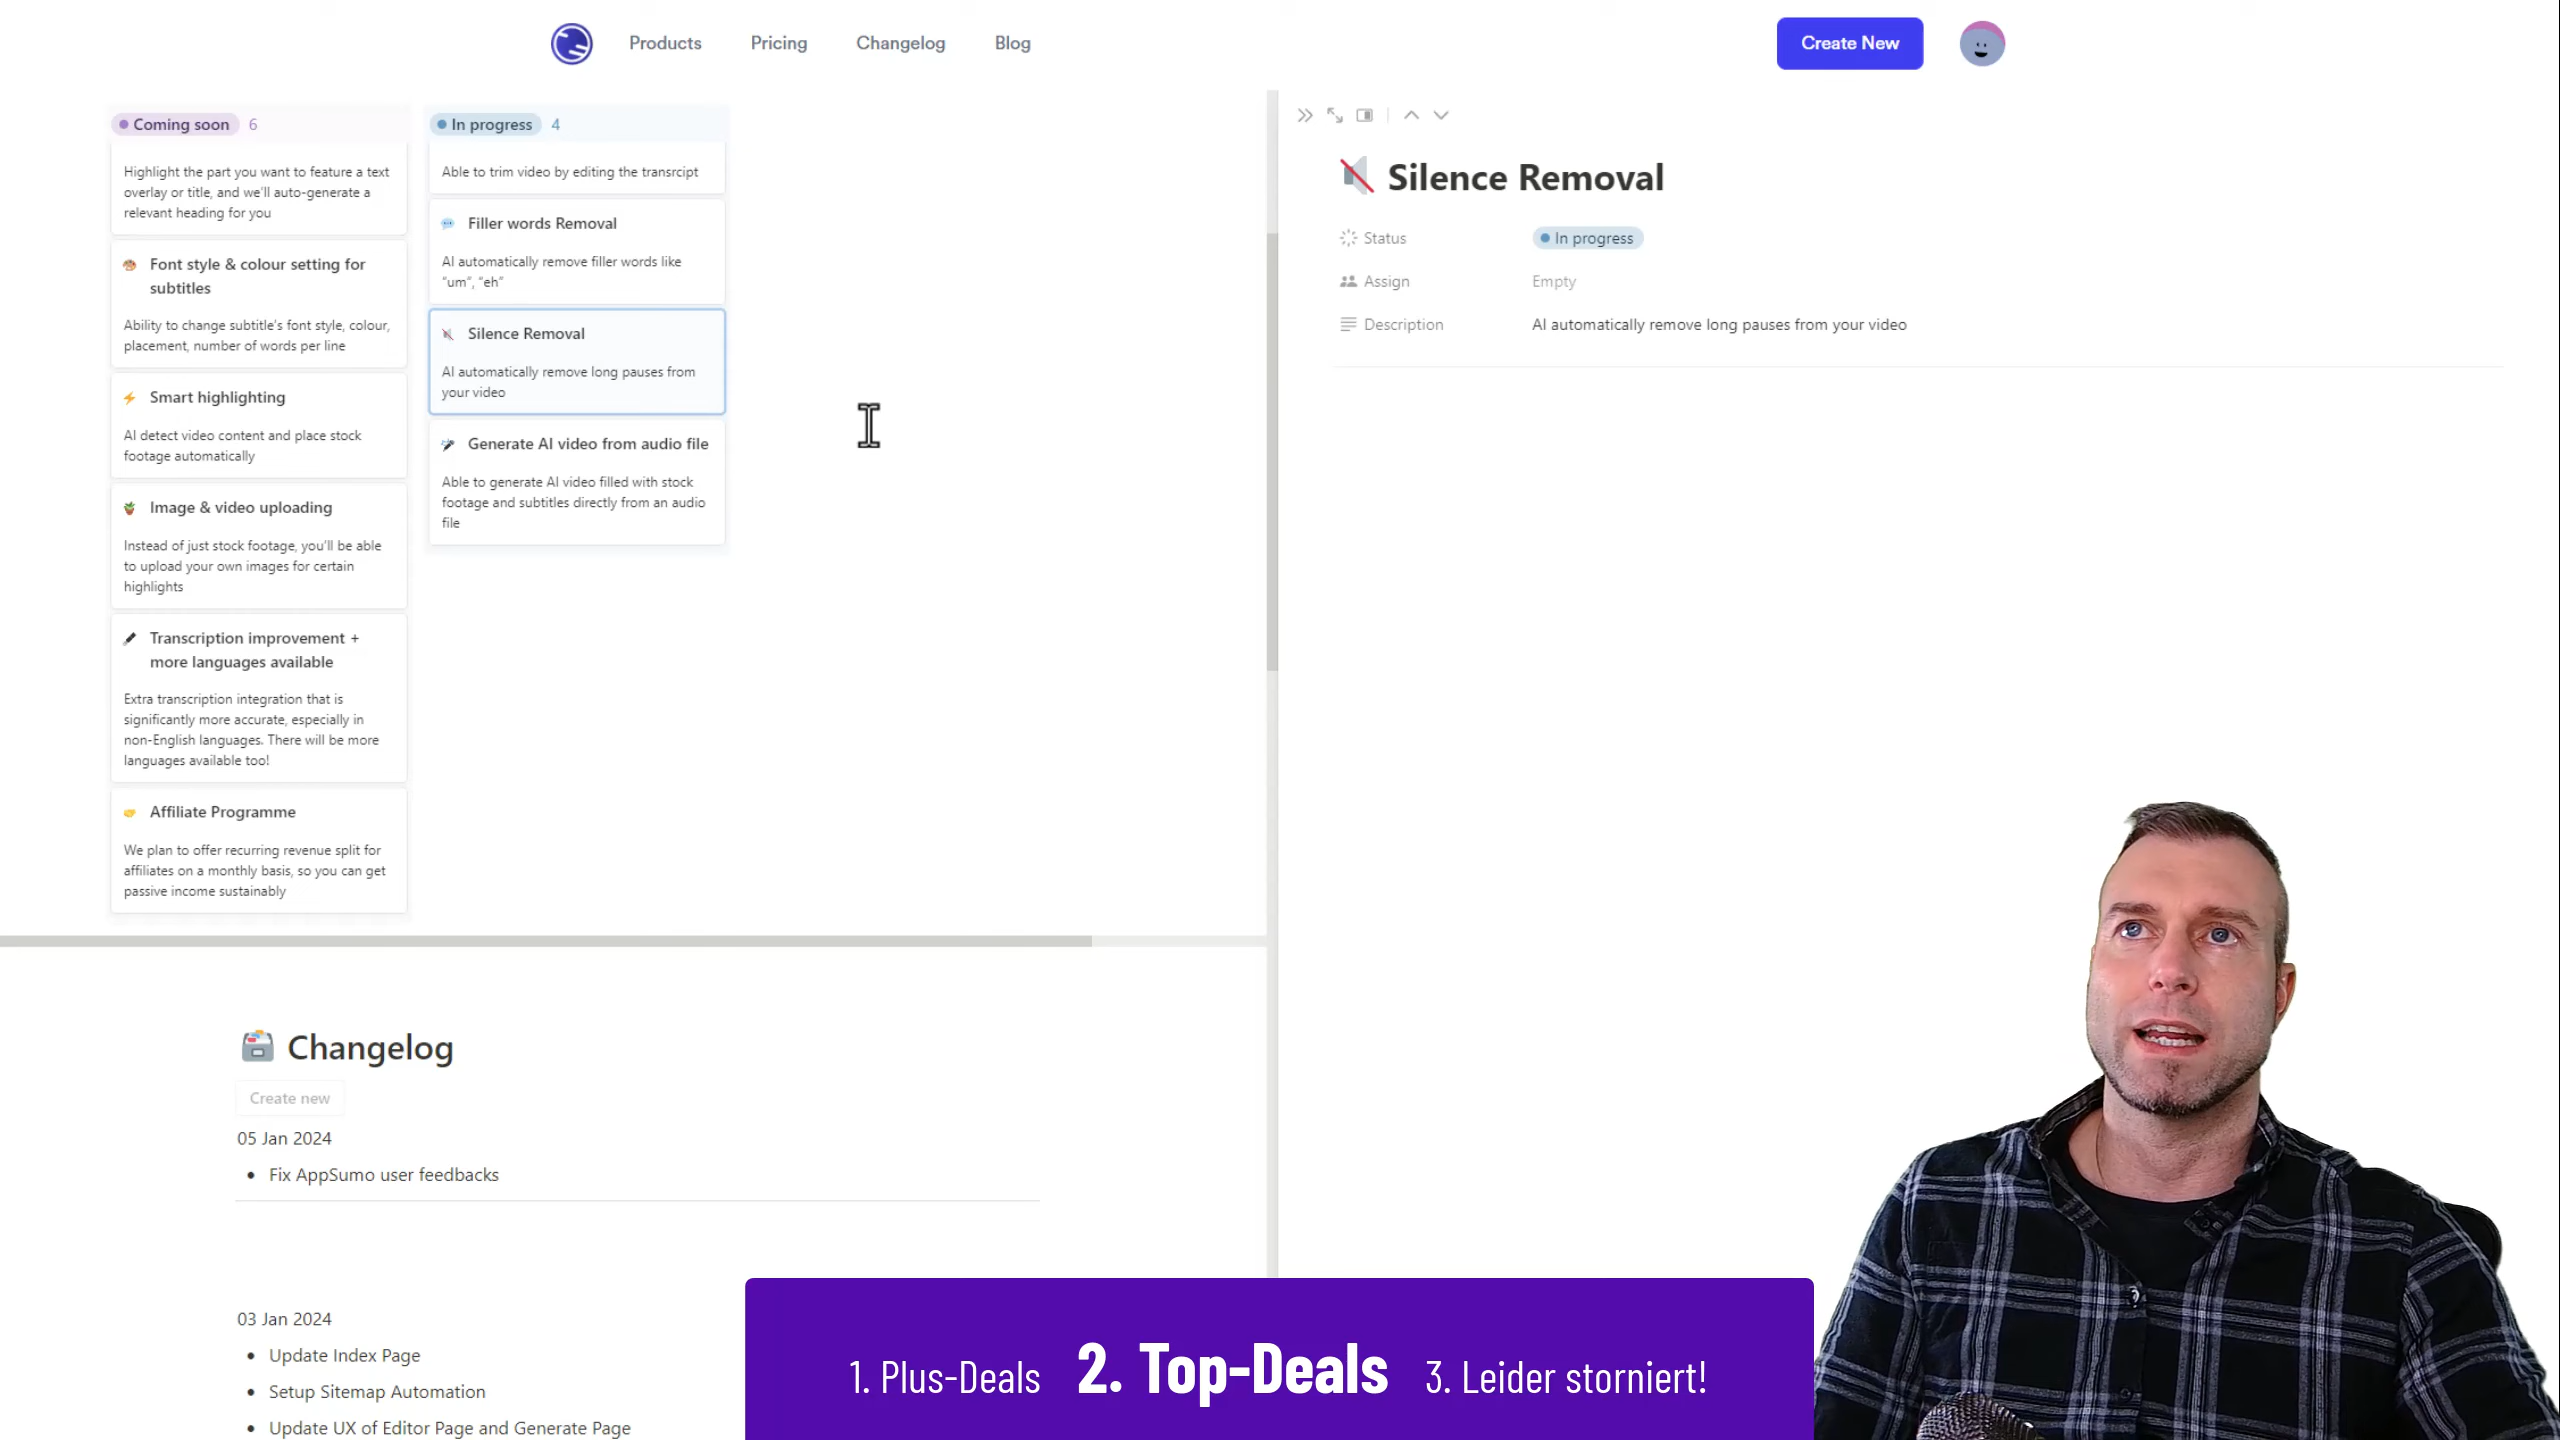 Products
Pricing
Changelog
Blog
Create New
Coming soon
6
Highlight the part you want to feature a text
overlay or title, and we'll auto-generate a
relevant heading for you
Font style & colour setting for
subtitles
Ability to change subtitle's font style, colour,
placement, number of words per line
Smart highlighting
AI detect video content and place stock
footage automatically
Image & video uploading
Instead of just stock footage, you'll be able
to upload your own images for certain
highlights
Transcription improvement +
more languages available
Extra transcription integration that is
significantly more accurate, especially in
non-English languages. There will be more
languages available too!
Affiliate Programme
We plan to offer recurring revenue split for
affiliates on a monthly basis, so you can get
passive income sustainably
In progress
4
Able to trim video by editing the transrcipt
Filler words Removal
AI automatically remove filler words like
"um", "eh"
Silence Removal
AI automatically remove long pauses from
your video
Generate AI video from audio file
Able to generate AI video filled with stock
footage and subtitles directly from an audio
file
Silence Removal
Status
In progress
Assign
Empty
Description
AI automatically remove long pauses from your video
Changelog
Create new
05 Jan 2024
• Fix AppSumo user feedbacks
03 Jan 2024
• Update Index Page
• Setup Sitemap Automation
• Update UX of Editor Page and Generate Page
1. Plus-Deals
2. Top-Deals
3. Leider storniert!